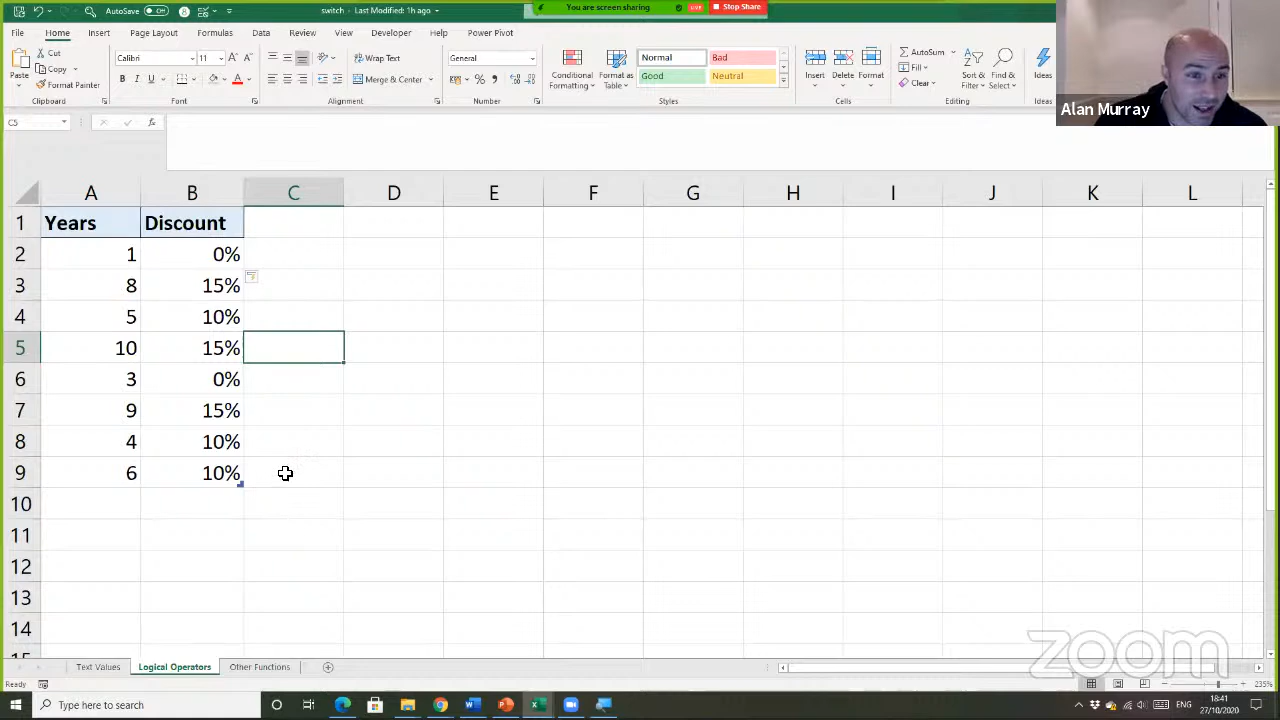 AutoSave Off
switch - Last Modified: 1h ago
You are screen sharing
LIVE
Stop Share
File Home Insert Page Layout Formulas Data Review View Developer Help Power Pivot
Paste
Cut
Copy
Format Painter
Clipboard
Calibri 11
B I U
Font
Wrap Text
Merge & Center
Alignment
General
Number
Conditional Formatting
Format as Table
Normal Bad
Good Neutral
Styles
Insert Delete Format
Cells
AutoSum
Fill
Clear
Sort & Filter
Find & Select
Editing
Ideas
Ideas
Alan Murray
C5
fx
A B C D E F G H I J K L
1 Years Discount
2 1 0%
3 8 15%
4 5 10%
5 10 15%
6 3 0%
7 9 15%
8 4 10%
9 6 10%
10
11
12
13
14
15
zoom
Text Values Logical Operators Other Functions
Ready
235%
Type here to search
ENG
18:41
27/10/2020